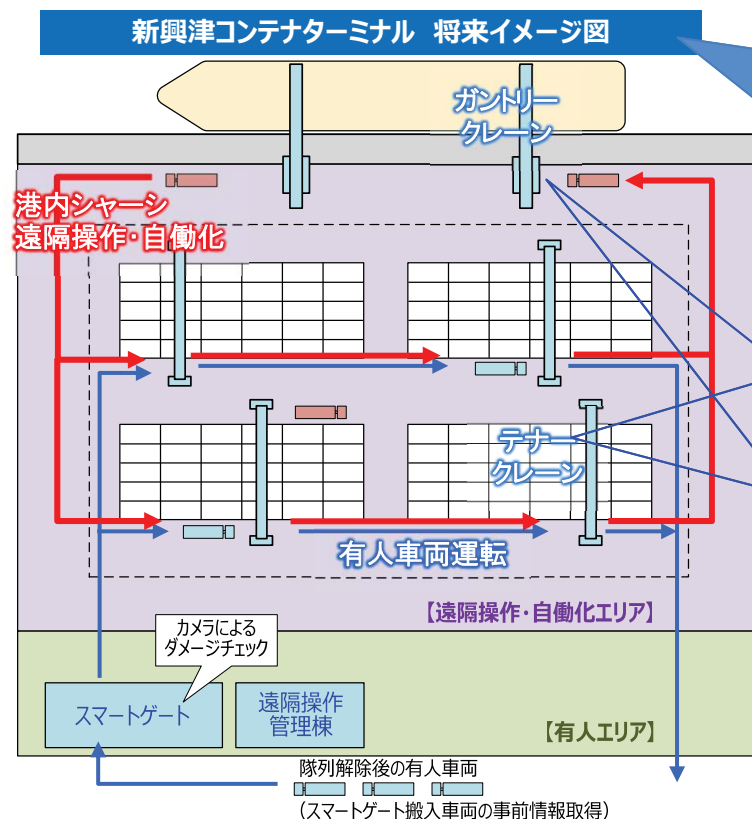 新興津コンテナターミナル 将来イメージ図
ガントリー
クレーン
港内シャーシ
遠隔操作・自働化
テナー
クレーン
有人車両運転
【遠隔操作・自働化エリア】
カメラによる
ダメージチェック
スマートゲート
遠隔操作
管理棟
【有人エリア】
隊列解除後の有人車両
（スマートゲート搬入車両の事前情報取得）